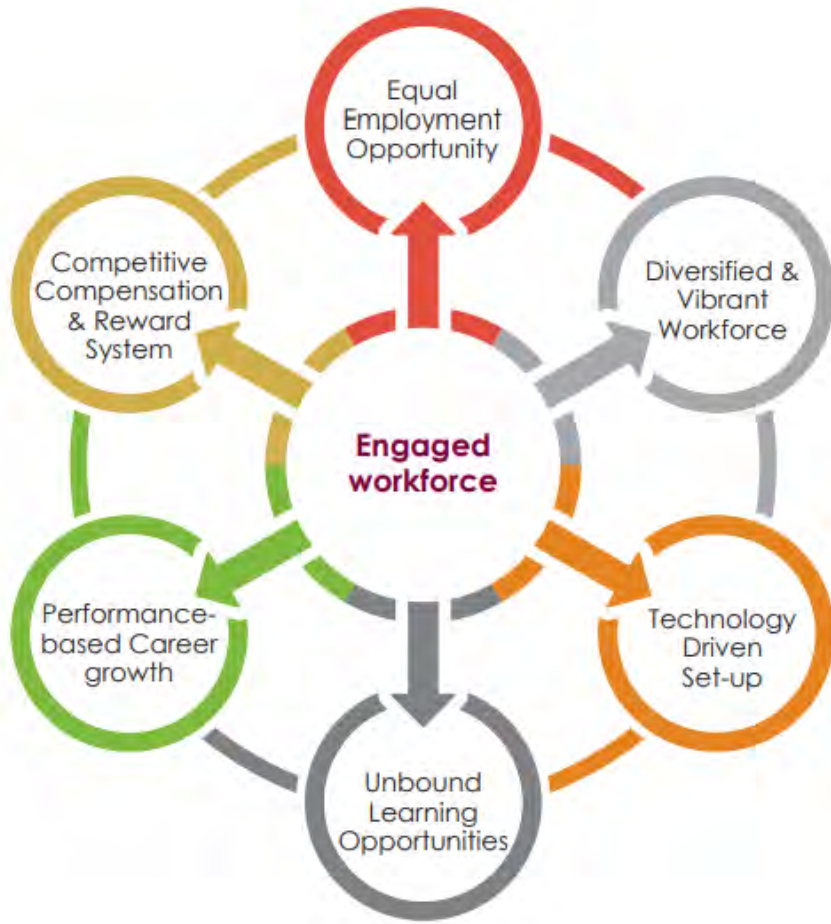 Equal
Employment
Opportunity
Diversified &
Vibrant
Workforce
Technology
Driven
Set-up
Unbound
Learning
Opportunities
Performance-
based Career
growth
Competitive
Compensation
& Reward
System
Engaged
workforce